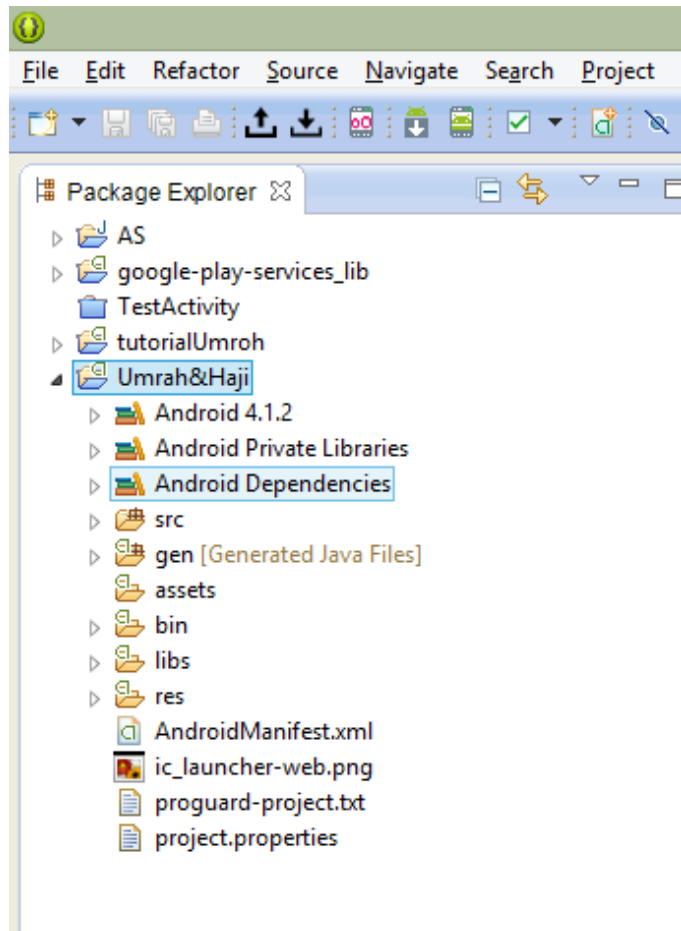 File Edit Refactor Source Navigate Search Project
Package Explorer
AS
google-play-services_lib
TestActivity
tutorialUmroh
Umrah&Haji
Android 4.1.2
Android Private Libraries
Android Dependencies
src
gen [Generated Java Files]
assets
bin
libs
res
AndroidManifest.xml
ic_launcher-web.png
proguard-project.txt
project.properties